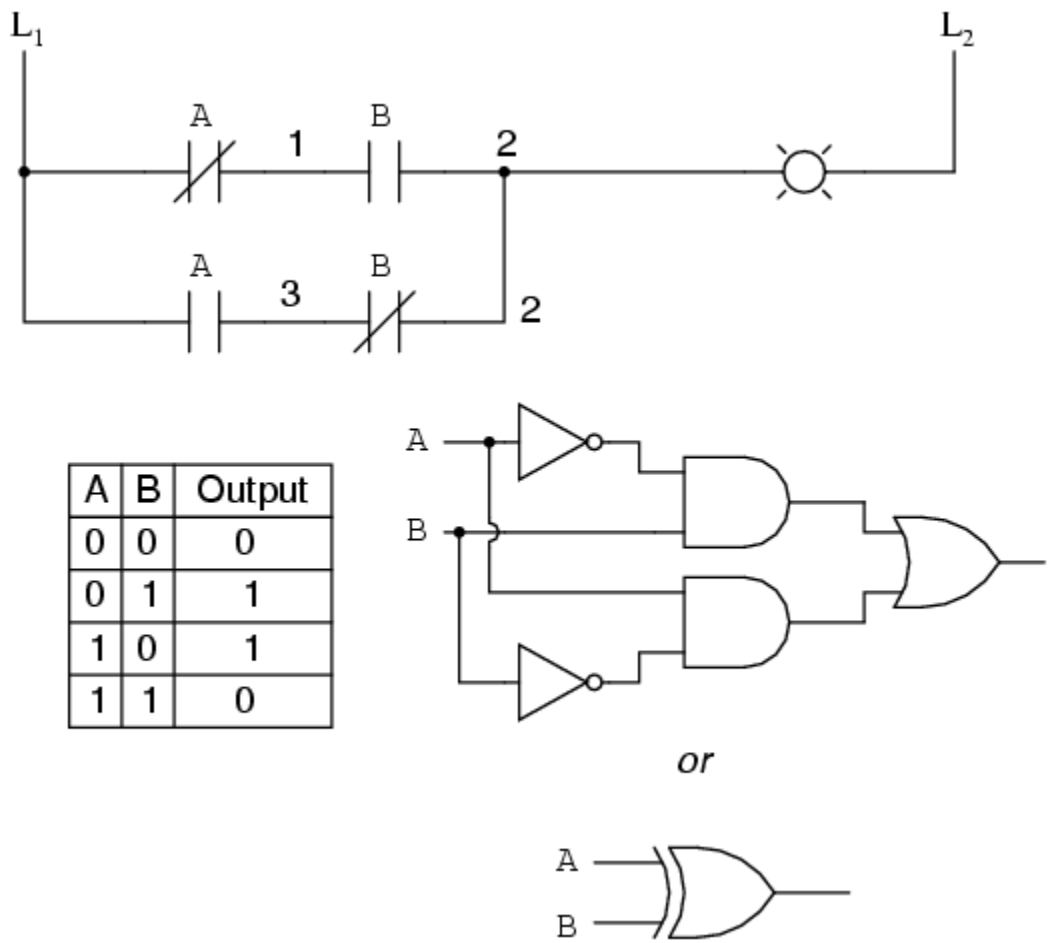 L₁ L₂
A 1 B 2
A 3 B 2
A
B
A B Output
0 0 0
0 1 1
1 0 1
1 1 0
or
A
B